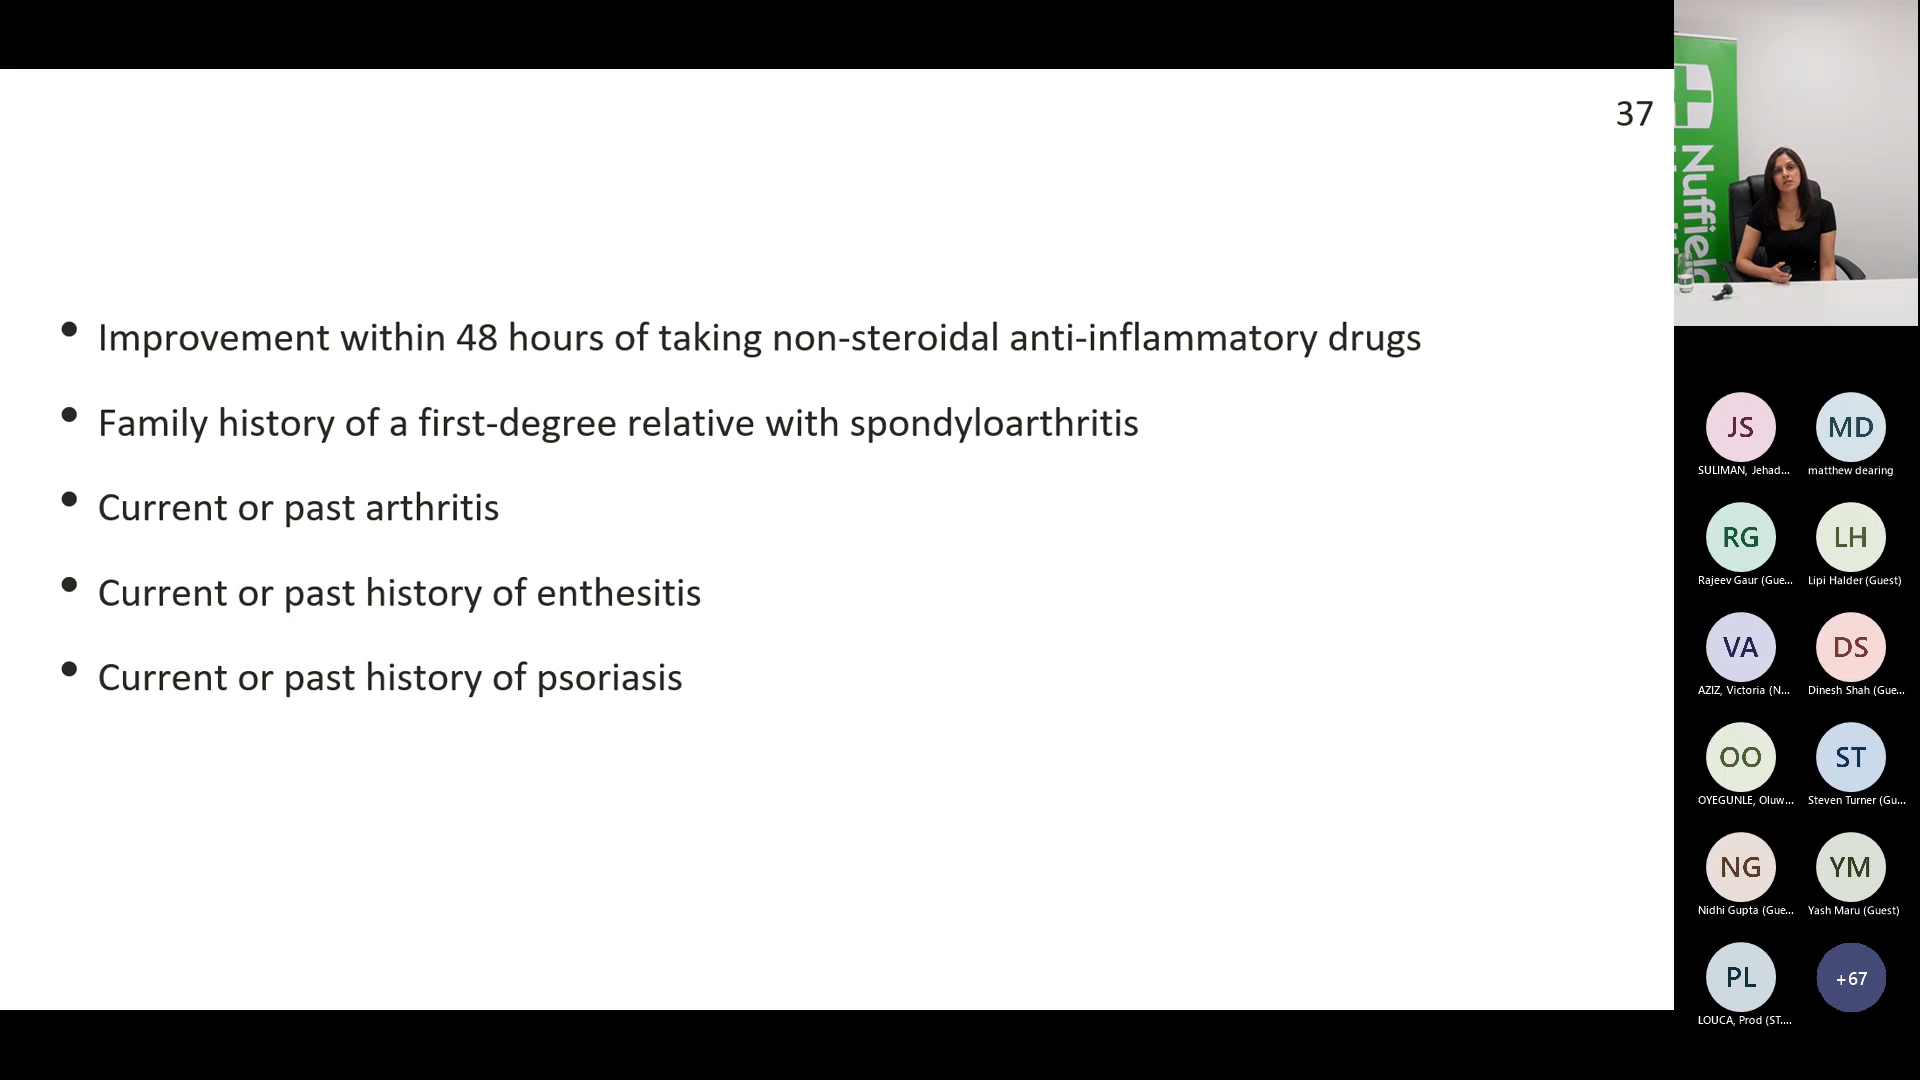 37
• Improvement within 48 hours of taking non-steroidal anti-inflammatory drugs
• Family history of a first-degree relative with spondyloarthritis
• Current or past arthritis
• Current or past history of enthesitis
• Current or past history of psoriasis
Nuffield
JS
SULIMAN, Jehad...
MD
matthew dearing
RG
Rajeev Gaur (Gue...
LH
Lipi Halder (Guest)
VA
AZIZ, Victoria (N...
DS
Dinesh Shah (Gue...
OO
OYEGUNLE, Oluw...
ST
Steven Turner (Gu...
NG
Nidhi Gupta (Gue...
YM
Yash Maru (Guest)
PL
LOUCA, Prod (ST....
+67